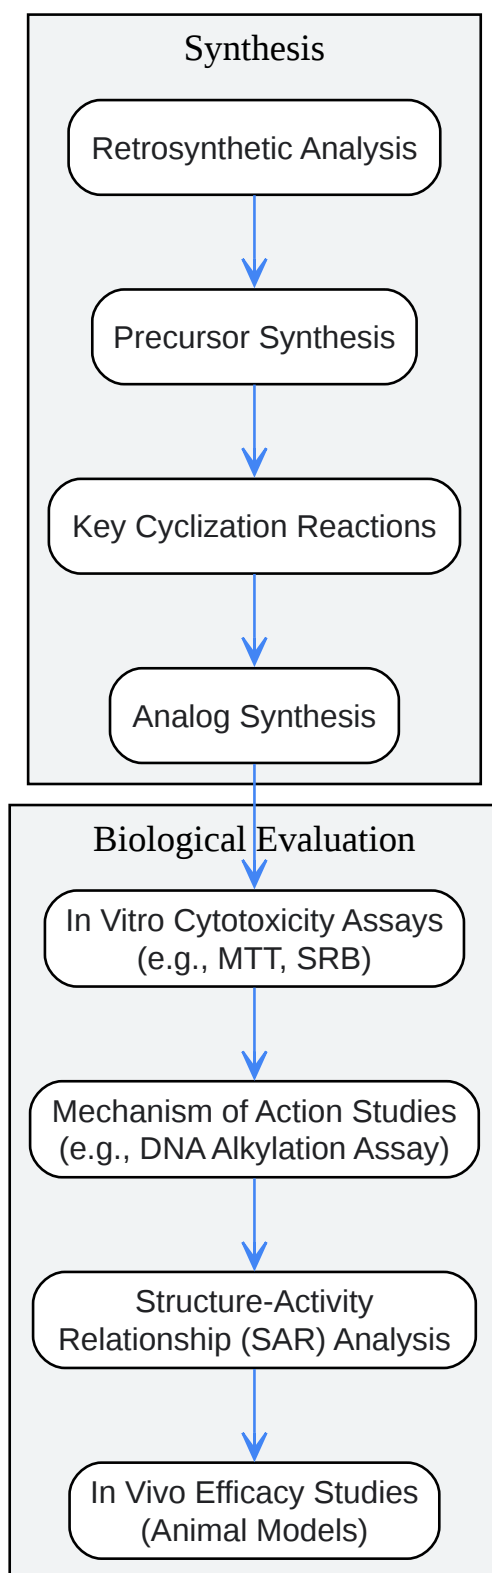 Synthesis
Retrosynthetic Analysis
Precursor Synthesis
Key Cyclization Reactions
Analog Synthesis
Biological Evaluation
In Vitro Cytotoxicity Assays
(e.g., MTT, SRB)
Mechanism of Action Studies
(e.g., DNA Alkylation Assay)
Structure-Activity
Relationship (SAR) Analysis
In Vivo Efficacy Studies
(Animal Models)